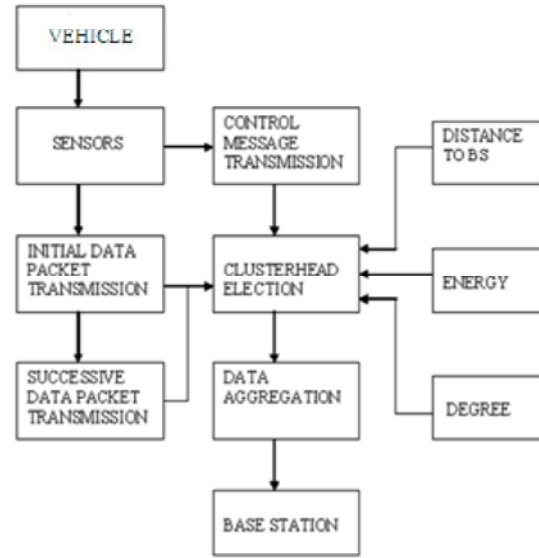 VEHICLE
SENSORS
CONTROL
MESSAGE
TRANSMISSION
DISTANCE
TO BS
INITIAL DATA
PACKET
TRANSMISSION
CLUSTERHEAD
ELECTION
ENERGY
SUCCESSIVE
DATA PACKET
TRANSMISSION
DATA
AGGREGATION
DEGREE
BASE STATION